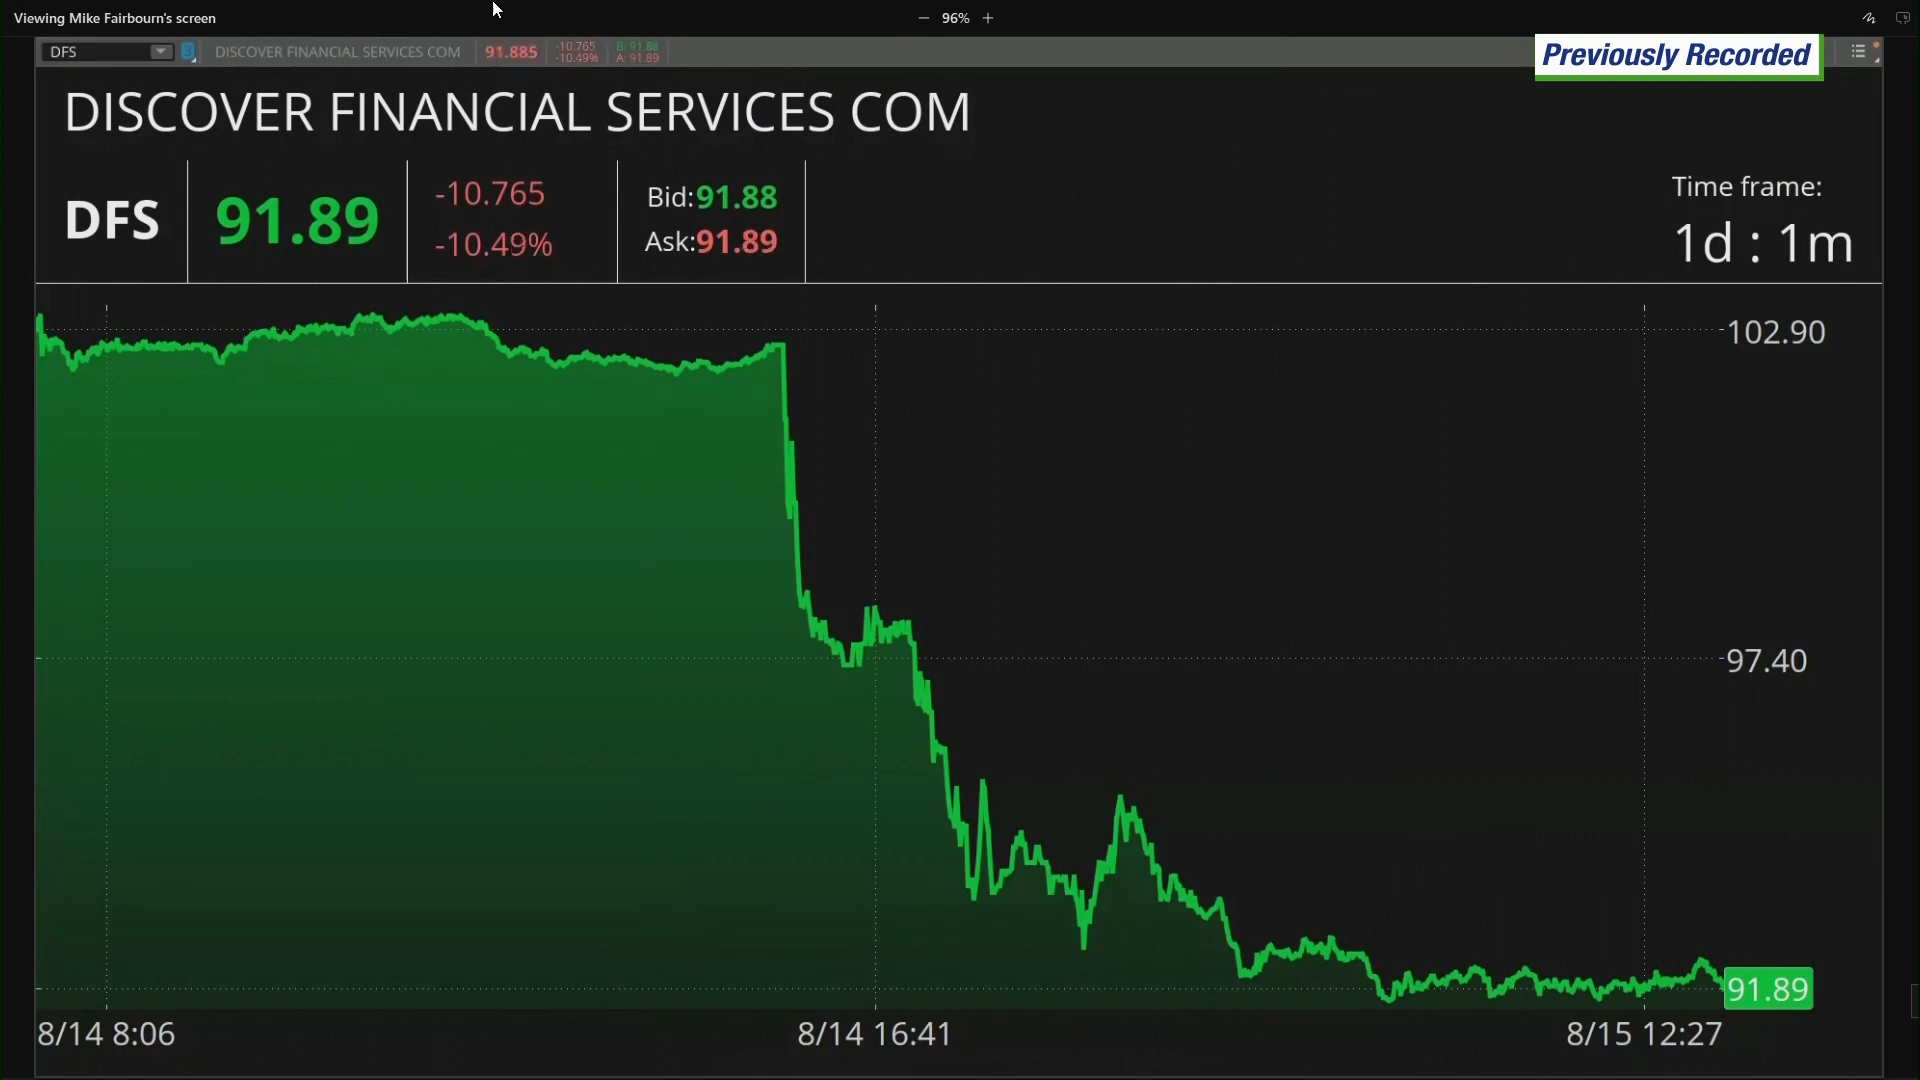 Viewing Mike Fairbourn's screen
96%
DFS
3
DISCOVER FINANCIAL SERVICES COM
91.885
-10.765
-10.49%
B: 91.88
A: 91.89
Previously Recorded
DISCOVER FINANCIAL SERVICES COM
DFS
91.89
-10.765
-10.49%
Bid:91.88
Ask:91.89
Time frame:
1d : 1m
102.90
97.40
91.89
8/14 8:06
8/14 16:41
8/15 12:27